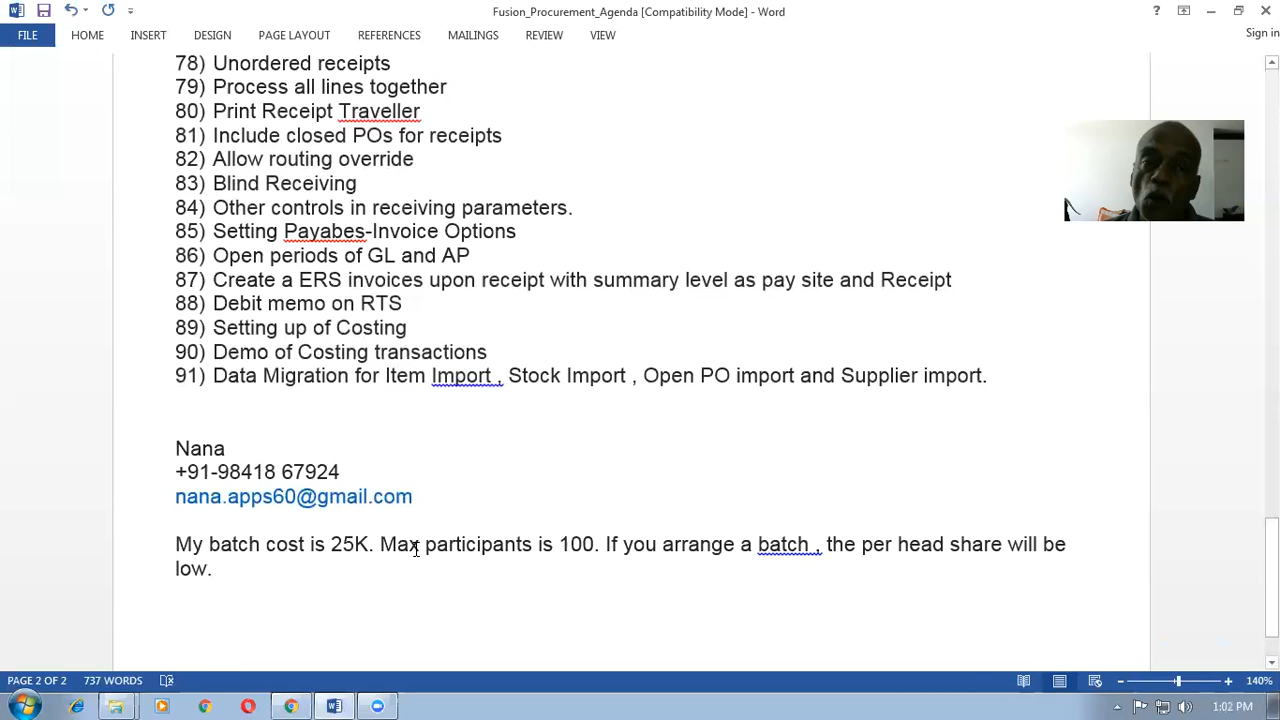 Fusion_Procurement_Agenda [Compatibility Mode] - Word
?
FILE HOME INSERT DESIGN PAGE LAYOUT REFERENCES MAILINGS REVIEW VIEW Sign in
78) Unordered receipts
79) Process all lines together
80) Print Receipt Traveller
81) Include closed POs for receipts
82) Allow routing override
83) Blind Receiving
84) Other controls in receiving parameters.
85) Setting Payabes-Invoice Options
86) Open periods of GL and AP
87) Create a ERS invoices upon receipt with summary level as pay site and Receipt
88) Debit memo on RTS
89) Setting up of Costing
90) Demo of Costing transactions
91) Data Migration for Item Import , Stock Import , Open PO import and Supplier import.
Nana
+91-98418 67924
nana.apps60@gmail.com
My batch cost is 25K. Max participants is 100. If you arrange a batch , the per head share will be
low.
PAGE 2 OF 2 737 WORDS 140%
1:02 PM